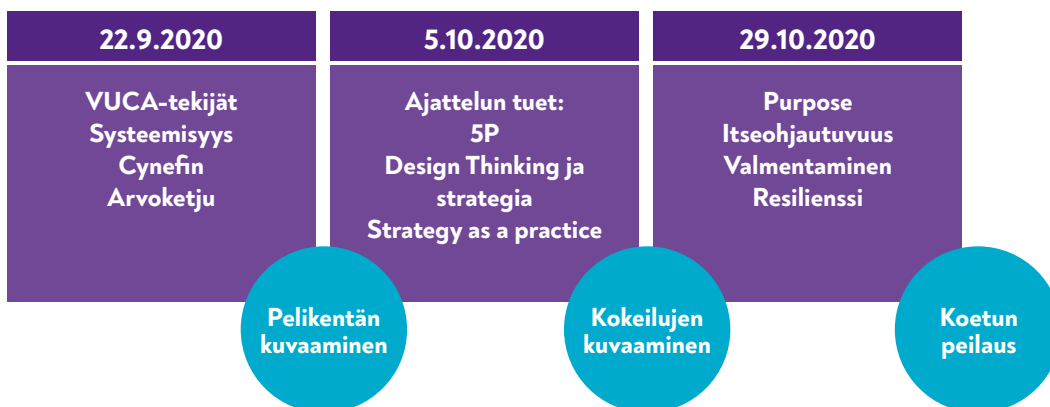 22.9.2020
VUCA-tekijät
Systeemisyys
Cynefin
Arvoketju
Pelikentän
kuvaaminen
5.10.2020
Ajattelun tuet:
5P
Design Thinking ja
strategia
Strategy as a practice
Kokeilujen
kuvaaminen
29.10.2020
Purpose
Itseohjautuvuus
Valmentaminen
Resilienssi
Koetun
peilaus